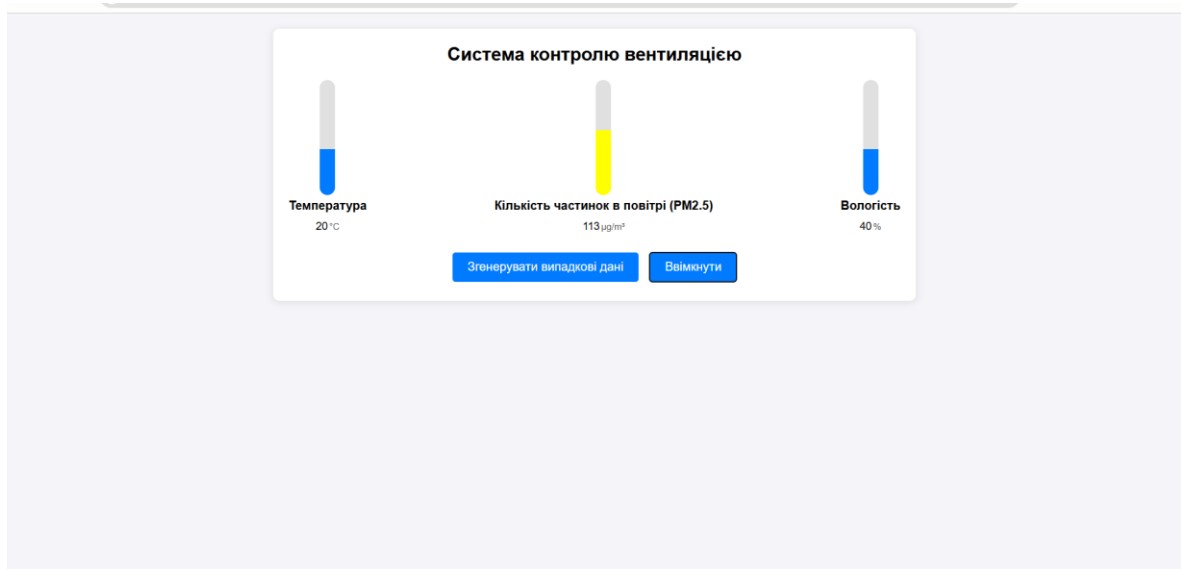 Система контролю вентиляцією
Температура
20 °C
Кількість частинок в повітрі (PM2.5)
113 µg/m³
Вологість
40 %
Згенерувати випадкові дані
Ввімкнути